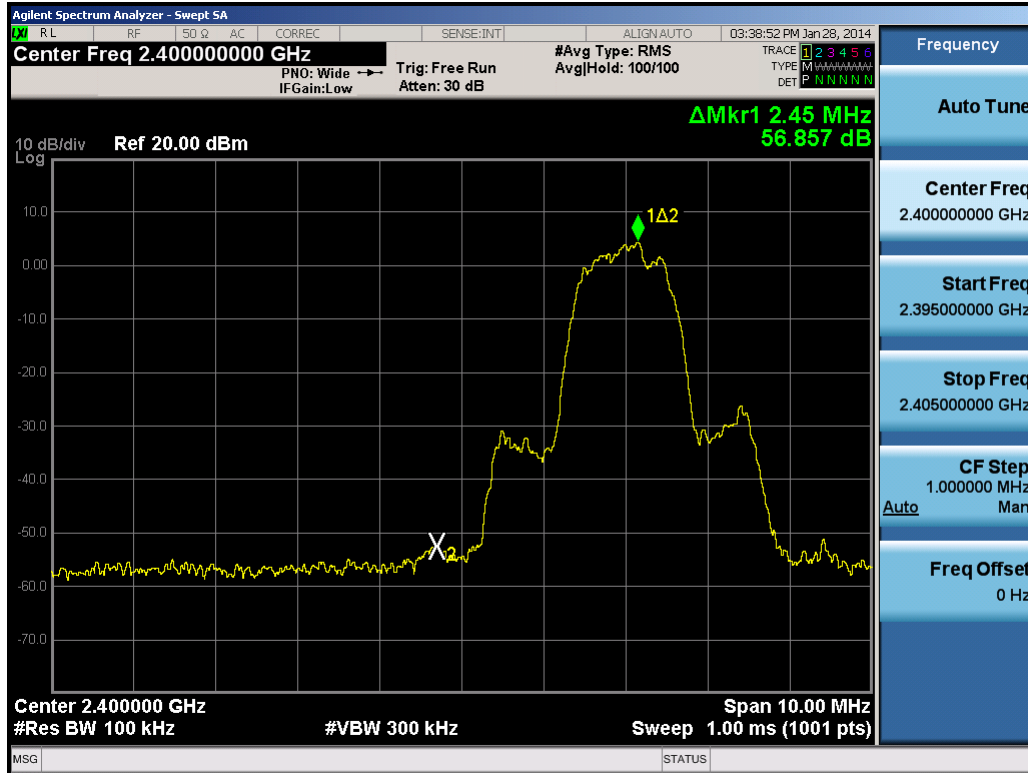 Agilent Spectrum Analyzer - Swept SA
LXI RL RF 50 Ω AC CORREC SENSE:INT ALIGN AUTO 03:38:52 PM Jan 28, 2014
Center Freq 2.400000000 GHz
PNO: Wide
IFGain:Low
Trig: Free Run
Atten: 30 dB
#Avg Type: RMS
Avg|Hold: 100/100
TRACE 1 2 3 4 5 6
TYPE M WWWWW
DET P N N N N N
ΔMkr1 2.45 MHz
56.857 dB
10 dB/div Ref 20.00 dBm
Log
10.0
0.00
-10.0
-20.0
-30.0
-40.0
-50.0
-60.0
-70.0
1Δ2
X2
Center 2.400000 GHz Span 10.00 MHz
#Res BW 100 kHz #VBW 300 kHz Sweep 1.00 ms (1001 pts)
MSG STATUS
Frequency
Auto Tune
Center Freq
2.400000000 GHz
Start Freq
2.395000000 GHz
Stop Freq
2.405000000 GHz
CF Step
1.000000 MHz
Auto Man
Freq Offset
0 Hz